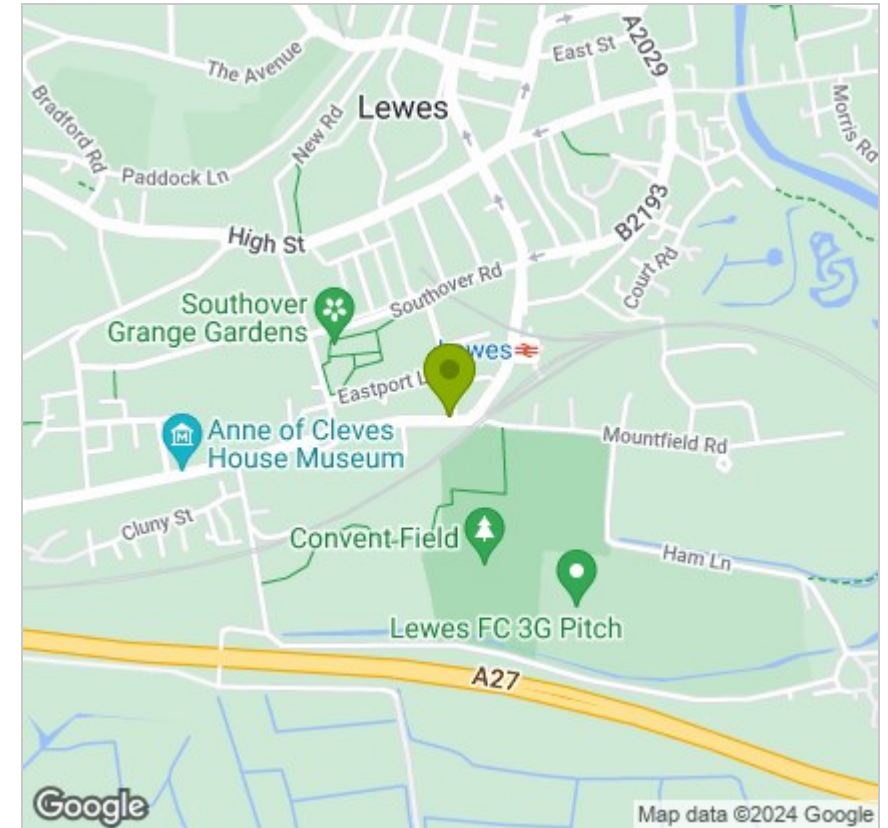 East St
A2029
The Avenue
Lewes
Bradford Rd
New Rd
Morris Rd
Paddock Ln
High St
B2193
Court Rd
Southover Rd
Southover
Grange Gardens
Lewes
Eastport L
Anne of Cleves
House Museum
Mountfield Rd
Cluny St
Convent Field
Ham Ln
Lewes FC 3G Pitch
A27
Google
Map data ©2024 Google